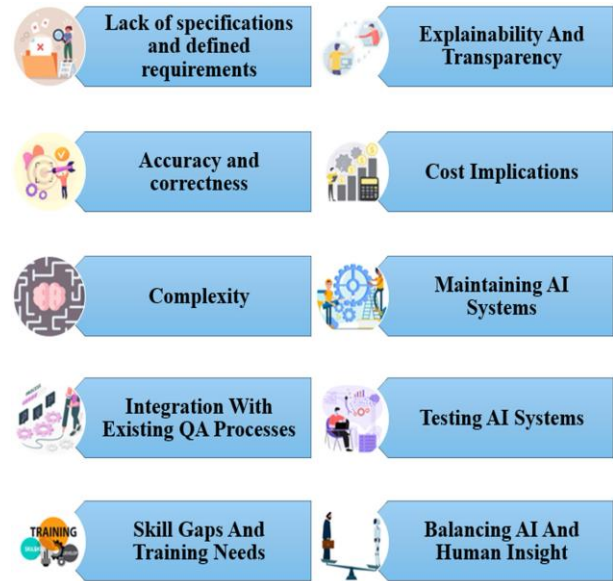 Lack of specifications
and defined
requirements
Explainability And
Transparency
Accuracy and
correctness
Cost Implications
Complexity
Maintaining AI
Systems
Integration With
Existing QA Processes
Testing AI Systems
TRAINING
Skill Gaps And
Training Needs
Balancing AI And
Human Insight